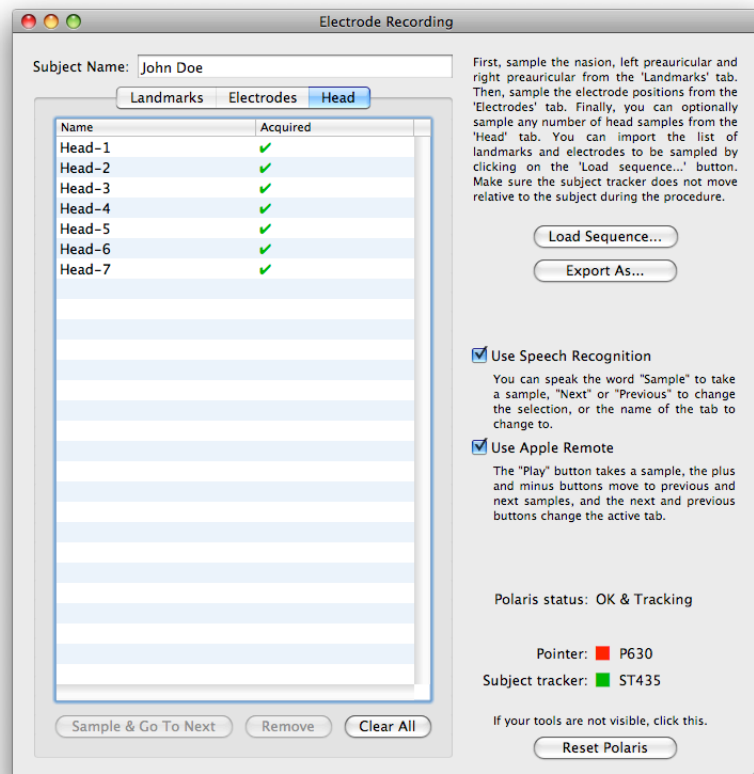 Electrode Recording
Subject Name: John Doe
Landmarks Electrodes Head
Name Acquired
Head-1 ✔
Head-2 ✔
Head-3 ✔
Head-4 ✔
Head-5 ✔
Head-6 ✔
Head-7 ✔
Sample & Go To Next Remove Clear All
First, sample the nasion, left preauricular and
right preauricular from the 'Landmarks' tab.
Then, sample the electrode positions from the
'Electrodes' tab. Finally, you can optionally
sample any number of head samples from the
'Head' tab. You can import the list of
landmarks and electrodes to be sampled by
clicking on the 'Load sequence...' button.
Make sure the subject tracker does not move
relative to the subject during the procedure.
Load Sequence...
Export As...
Use Speech Recognition
You can speak the word "Sample" to take
a sample, "Next" or "Previous" to change
the selection, or the name of the tab to
change to.
Use Apple Remote
The "Play" button takes a sample, the plus
and minus buttons move to previous and
next samples, and the next and previous
buttons change the active tab.
Polaris status: OK & Tracking
Pointer: P630
Subject tracker: ST435
If your tools are not visible, click this.
Reset Polaris